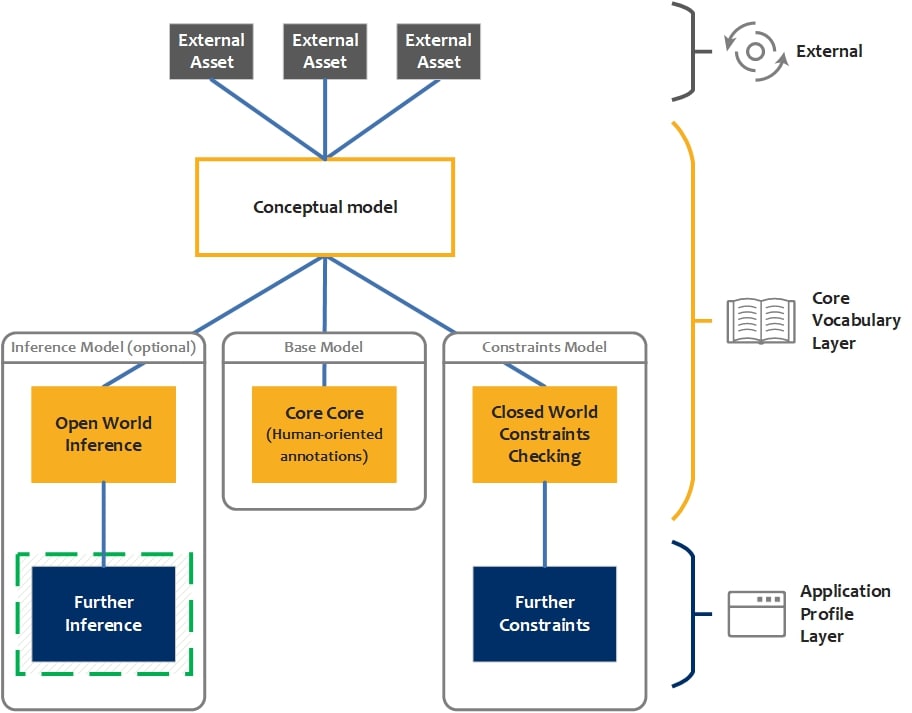 External
Asset
External
Asset
External
Asset
External
Conceptual model
Core
Vocabulary
Layer
Inference Model (optional)
Base Model
Constraints Model
Open World
Inference
Core Core
(Human-oriented
annotations)
Closed World
Constraints
Checking
Further
Inference
Further
Constraints
Application
Profile
Layer